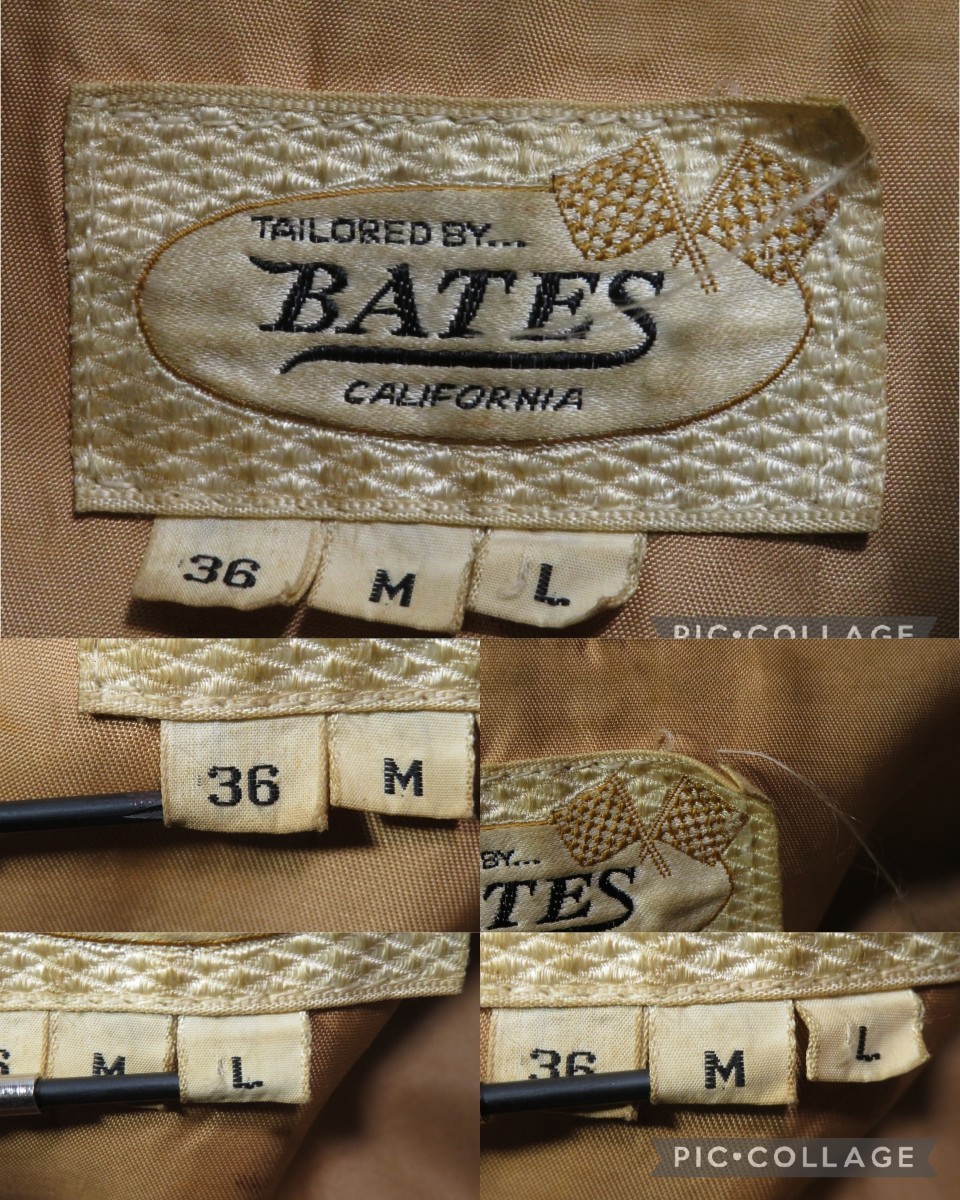 TAILORED BY...
BATES
CALIFORNIA
36 M L
PIC•COLLAGE
36 M
BY...
TES
M L
36 M L
PIC•COLLAGE